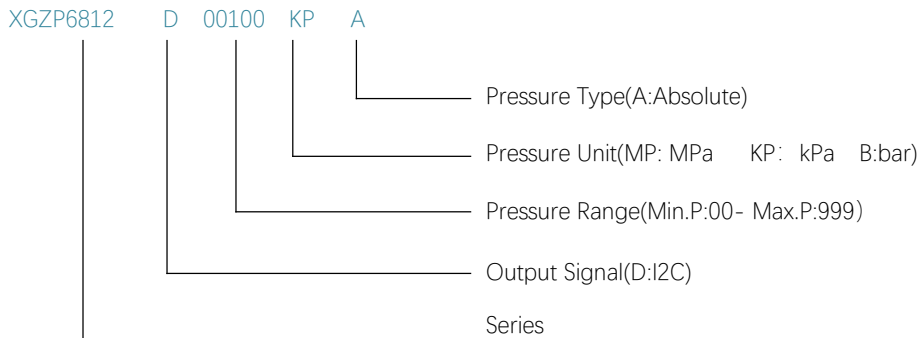 XGZP6812 D 00100 KP A
Pressure Type(A:Absolute)
Pressure Unit(MP: MPa KP: kPa B:bar)
Pressure Range(Min.P:00- Max.P:999）
Output Signal(D:I2C)
Series